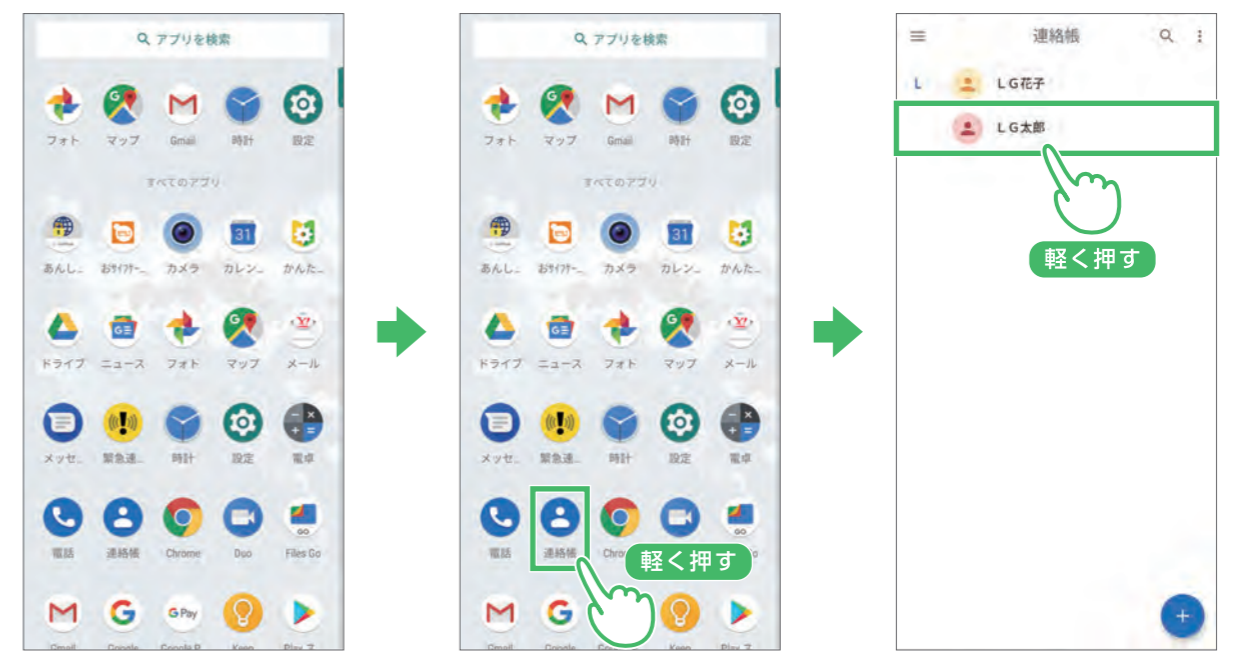 アプリを検索
フォト マップ Gmail 時計 設定
すべてのアプリ
あんし… おサイフケー… カメラ カレン… かんた…
ドライブ ニュース フォト マップ メール
メッセ… 緊急速… 時計 設定 電卓
電話 連絡帳 Chrome Duo Files Go
Gmail Google Google P Keep Play ス
アプリを検索
フォト マップ Gmail 時計 設定
すべてのアプリ
あんし… おサイフケー… カメラ カレン… かんた…
ドライブ ニュース フォト マップ メール
メッセ… 緊急速… 時計 設定 電卓
電話 連絡帳 Chro
軽く押す
連絡帳
L LG花子
LG太郎
軽く押す